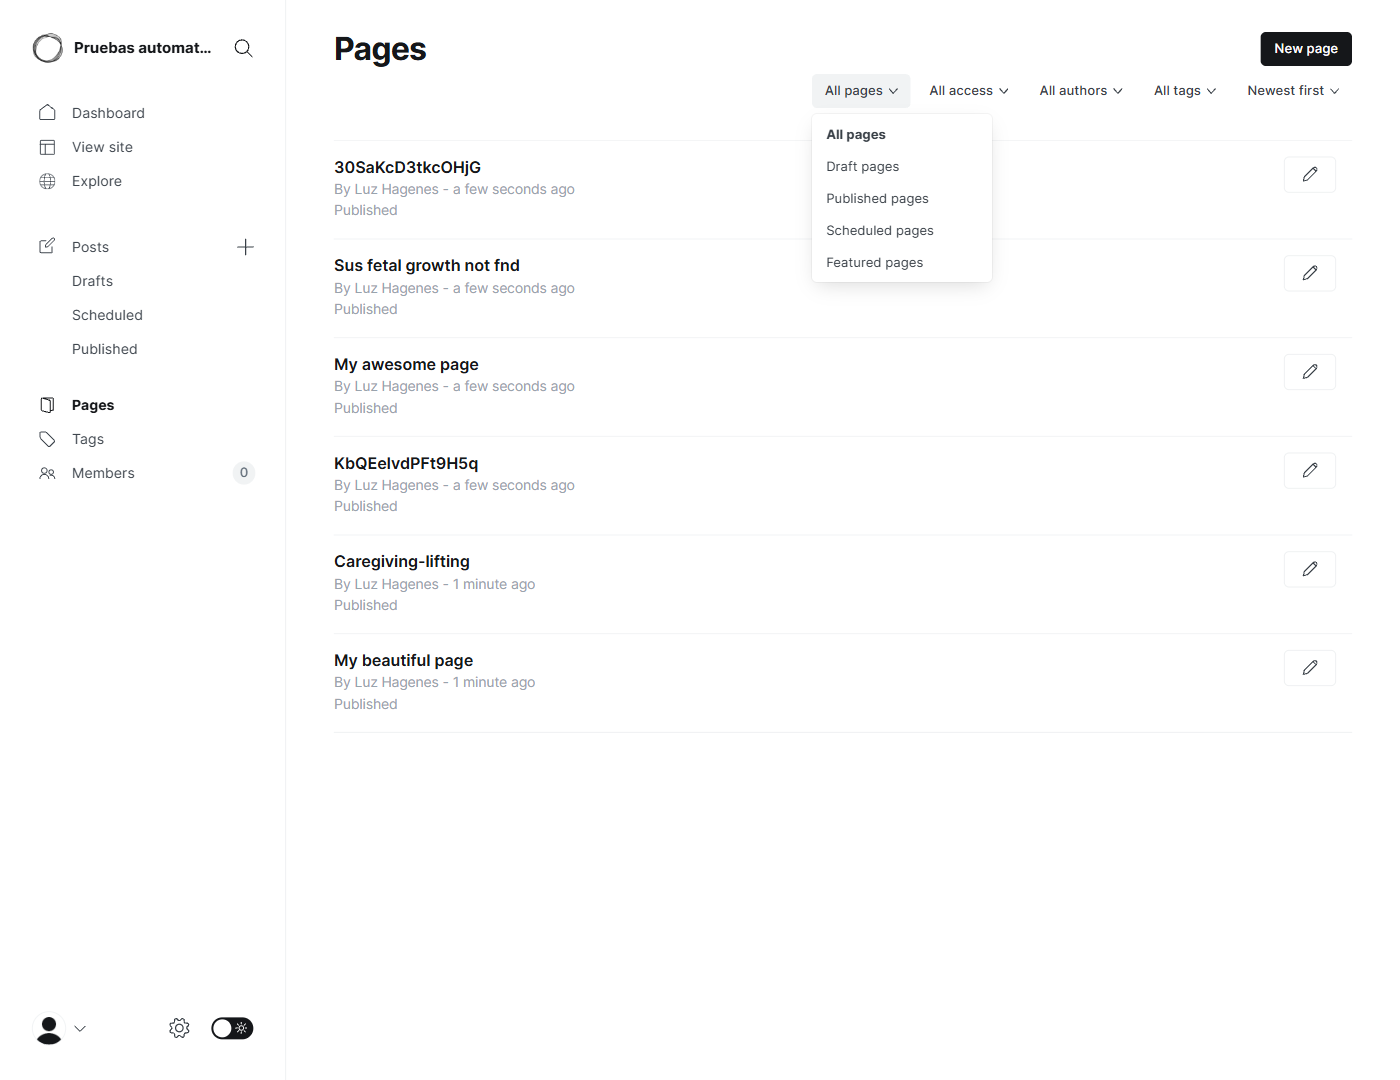 Pruebas automat...
Dashboard
View site
Explore
Posts
Drafts
Scheduled
Published
Pages
Tags
Members
0
Pages
New page
All pages
All access
All authors
All tags
Newest first
All pages
Draft pages
Published pages
Scheduled pages
Featured pages
30SaKcD3tkcOHjG
By Luz Hagenes - a few seconds ago
Published
Sus fetal growth not fnd
By Luz Hagenes - a few seconds ago
Published
My awesome page
By Luz Hagenes - a few seconds ago
Published
KbQEeIvdPFt9H5q
By Luz Hagenes - a few seconds ago
Published
Caregiving-lifting
By Luz Hagenes - 1 minute ago
Published
My beautiful page
By Luz Hagenes - 1 minute ago
Published